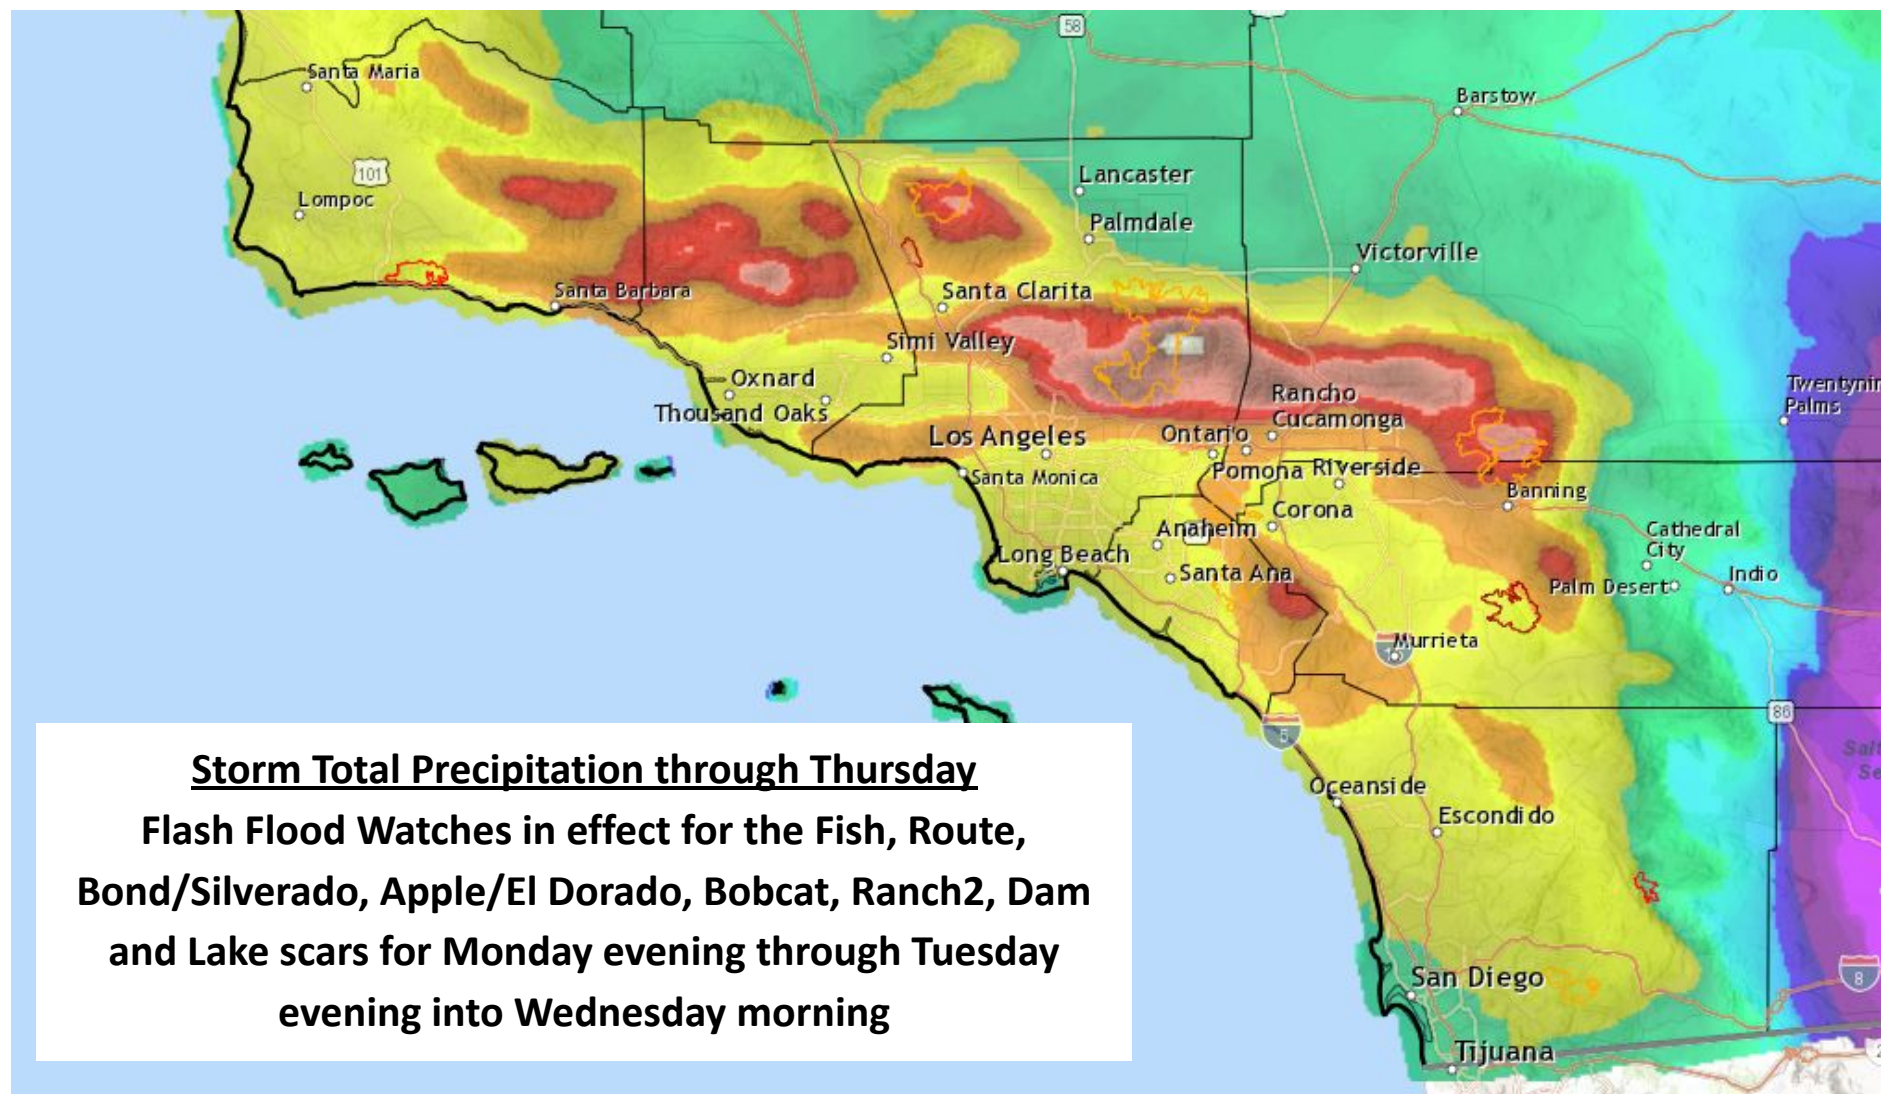 58
Santa Maria
Barstow
101
Lancaster
Lompoc
Palmdale
Victorville
Santa Barbara
Santa Clarita
Simi Valley
Oxnard
Twentynin
Palms
Rancho
Cucamonga
Thousand Oaks
Los Angeles
Ontario
Santa Monica
Pomona
Riverside
Banning
Corona
Anaheim
Cathedral
City
Long Beach
Santa Ana
Palm Desert
Indio
Murrieta
86
Salt
Se
5
Oceanside
Escondido
San Diego
8
Tijuana
2
Storm Total Precipitation through Thursday
Flash Flood Watches in effect for the Fish, Route,
Bond/Silverado, Apple/El Dorado, Bobcat, Ranch2, Dam
and Lake scars for Monday evening through Tuesday
evening into Wednesday morning